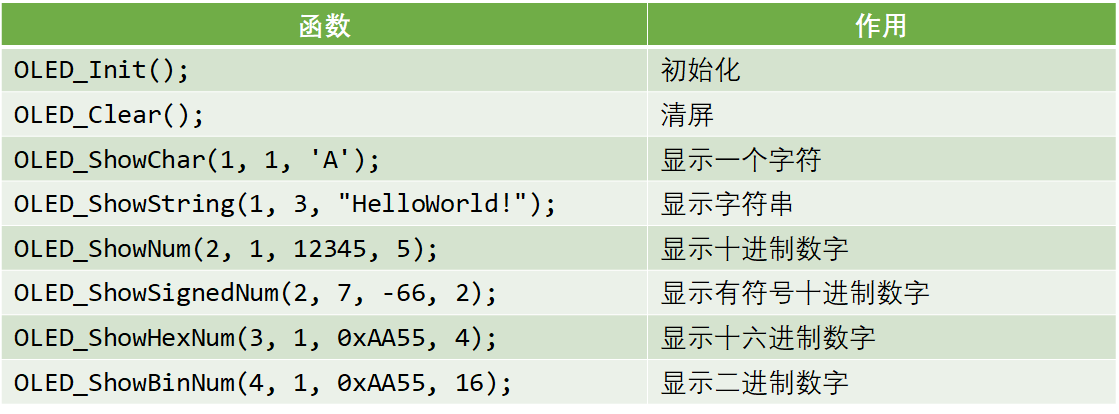 函数 作用
OLED_Init(); 初始化
OLED_Clear(); 清屏
OLED_ShowChar(1, 1, 'A'); 显示一个字符
OLED_ShowString(1, 3, "HelloWorld!"); 显示字符串
OLED_ShowNum(2, 1, 12345, 5); 显示十进制数字
OLED_ShowSignedNum(2, 7, -66, 2); 显示有符号十进制数字
OLED_ShowHexNum(3, 1, 0xAA55, 4); 显示十六进制数字
OLED_ShowBinNum(4, 1, 0xAA55, 16); 显示二进制数字